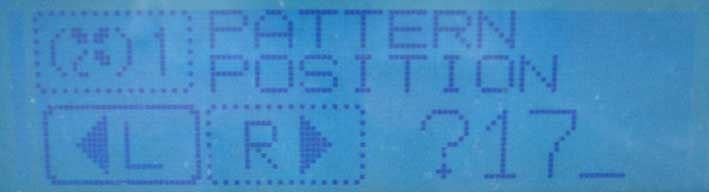 1 PATTERN
POSITION
L R ?17_